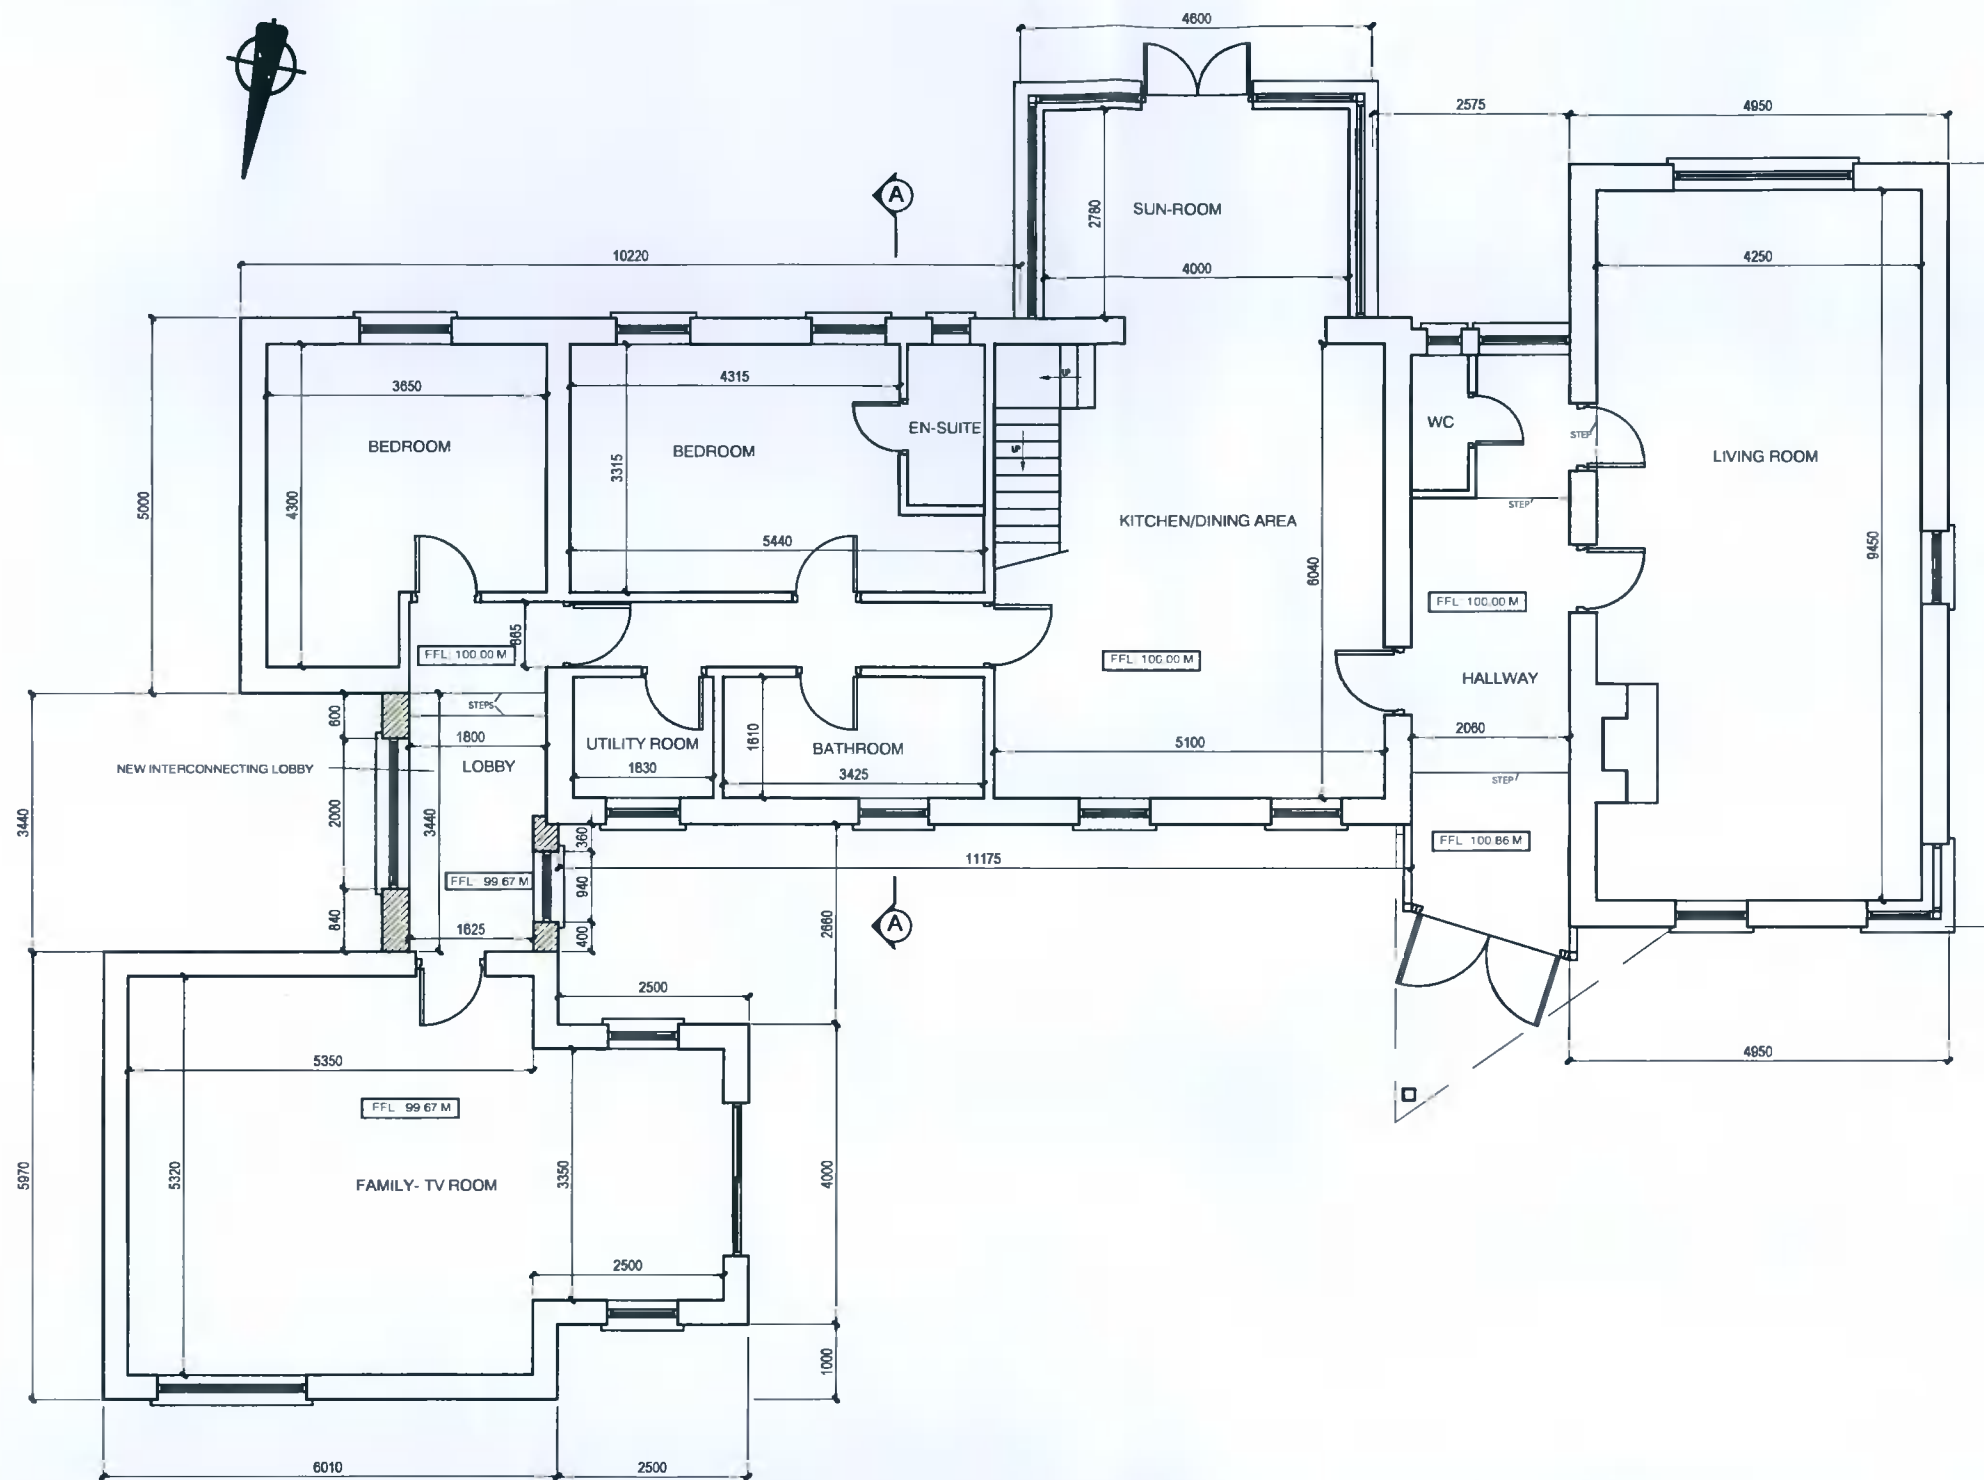 4600
2575
4950
A
2780
SUN-ROOM
4000
4250
10220
3650
4315
UP
BEDROOM
BEDROOM
EN-SUITE
WC
STEP
LIVING ROOM
5000
4300
3315
UP
STEP
KITCHEN/DINING AREA
5440
6040
9450
865
FFL 100.00 M
FFL 100.00 M
FFL 100.00 M
HALLWAY
STEPS
600
1800
UTILITY ROOM
1610
BATHROOM
5100
2060
NEW INTERCONNECTING LOBBY
LOBBY
1830
3425
STEP
3440
2000
3440
360
FFL 100.86 M
11175
FFL 99.67 M
940
840
1625
400
2660
A
2500
5350
4950
FFL 99.67 M
5970
5320
3350
4000
FAMILY- TV ROOM
2500
1000
6010
2500